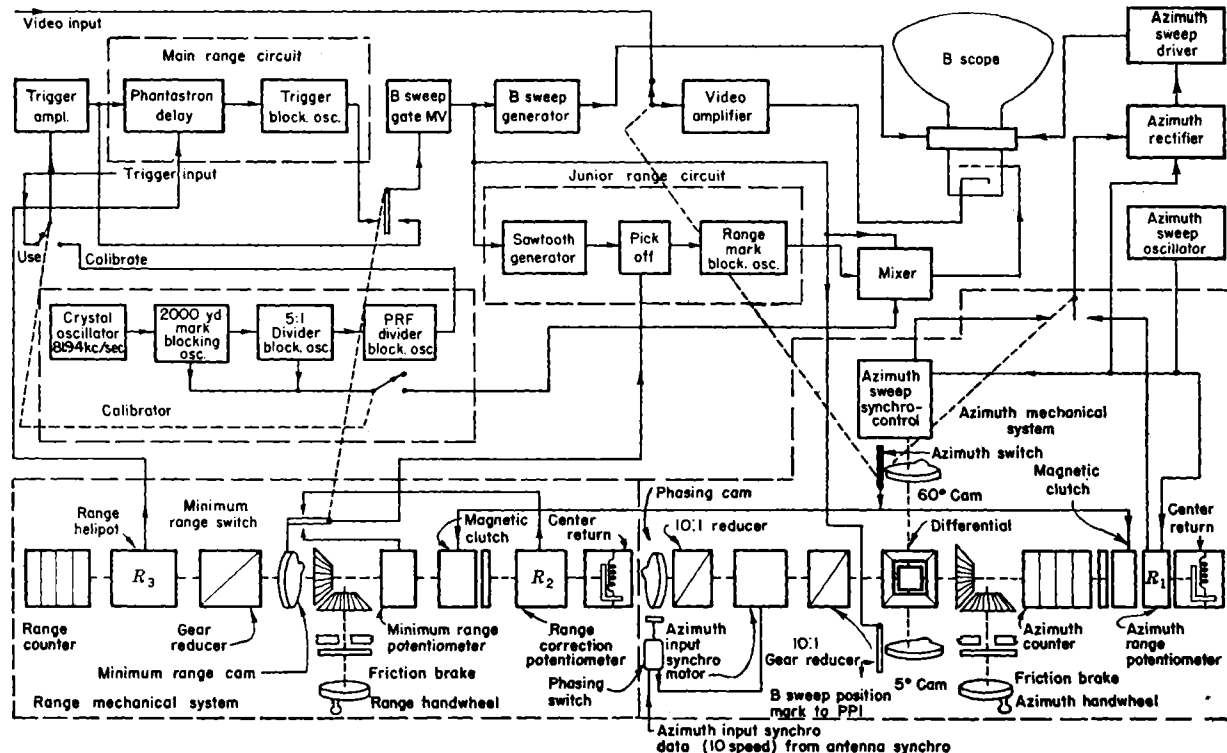 Video input
Main range circuit
Trigger
ampl.
Phantastron
delay
Trigger
block. osc.
B sweep
gate MV
B sweep
generator
Video
amplifier
B scope
Azimuth
sweep
driver
Azimuth
rectifier
Azimuth
sweep
oscillator
Trigger input
Use
Calibrate
Junior range circuit
Sawtooth
generator
Pick
off
Range
mark
block. osc.
Mixer
Crystal
oscillator
81.94kc/sec.
2000 yd
mark
blocking
osc.
5:1
Divider
block. osc.
PRF
divider
block. osc.
Calibrator
Azimuth
sweep
synchro-
control
Azimuth mechanical
system
Azimuth switch
Magnetic
clutch
60° Cam
Range
helipot
Minimum
range switch
Magnetic
clutch
Center
return
Phasing cam
10:1 reducer
Differential
Center
return
R3
R2
R1
Range
counter
Gear
reducer
Minimum range cam
Minimum range
potentiometer
Range
correction
potentiometer
Friction brake
Range handwheel
Range mechanical system
Phasing
switch
Azimuth
input
synchro
motor
10:1
Gear reducer
B sweep position
mark to PPI
5° Cam
Azimuth
counter
Azimuth
range
potentiometer
Friction brake
Azimuth handwheel
Azimuth input synchro
data (10 speed) from antenna synchro